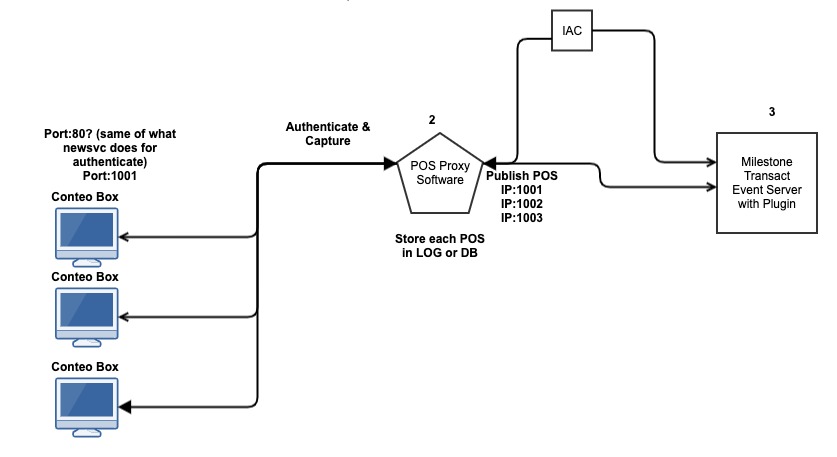 IAC
2
3
Authenticate &
Capture
Port:80? (same of what
newsvc does for
authenticate)
Port:1001
POS Proxy
Software
Publish POS
IP:1001
IP:1002
IP:1003
Milestone
Transact
Event Server
with Plugin
Conteo Box
Store each POS
in LOG or DB
Conteo Box
Conteo Box